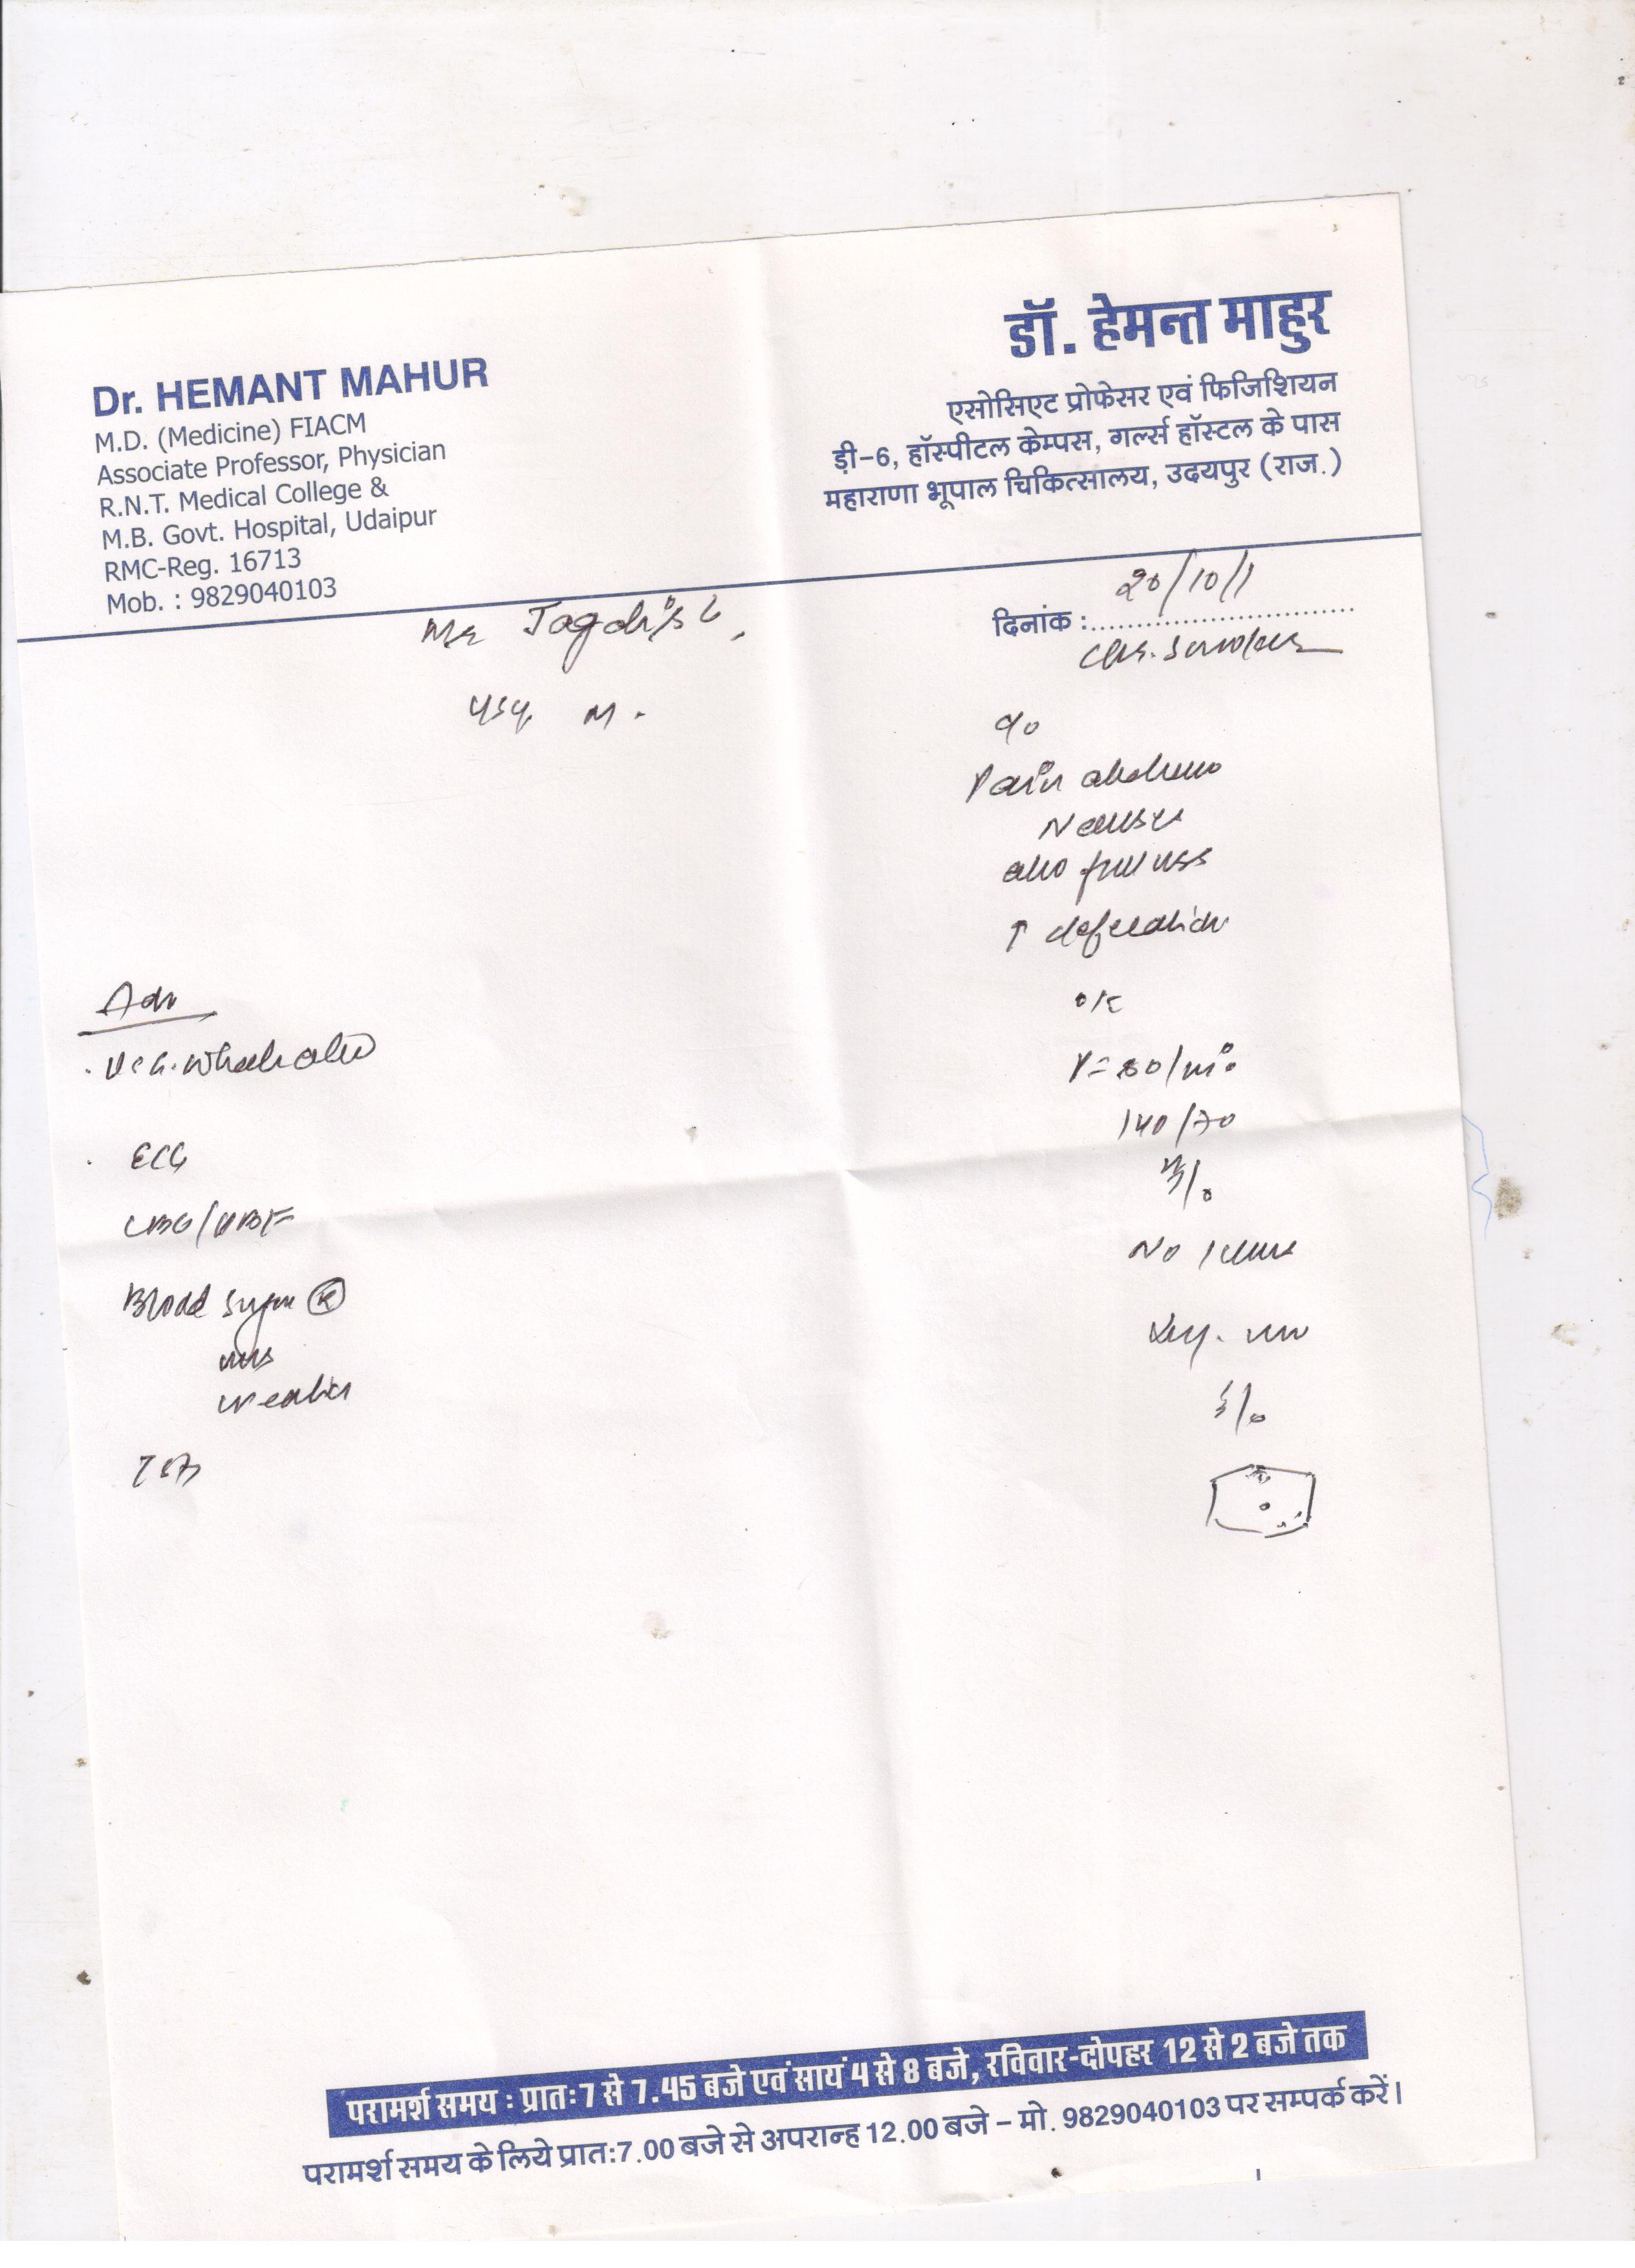 Dr. HEMANT MAHUR
M.D. (Medicine) FIACM
Associate Professor, Physician
R.N.T. Medical College &
M.B. Govt. Hospital, Udaipur
RMC-Reg. 16713
Mob. : 9829040103
डॉ. हेमन्त माहुर
एसोसिएट प्रोफेसर एवं फिजिशियन
ड़ी-6, हॉस्पीटल केम्पस, गर्ल्स हॉस्टल के पास
महाराणा भूपाल चिकित्सालय, उदयपुर (राज.)
दिनांक : 20/10/1
Mr Jagdish
45y. M.
Chr. Smoker
c/o
Pain abdomen
Nausea
abd fullness
↑ defecation
O/E
P=80/min
140/70
No
Adv
ECG
Blood sugar (R)
परामर्श समय : प्रातः 7 से 7.45 बजे एवं सायं 4 से 8 बजे, रविवार-दोपहर 12 से 2 बजे तक
परामर्श समय के लिये प्रात:7.00 बजे से अपरान्ह 12.00 बजे – मो. 9829040103 पर सम्पर्क करें।